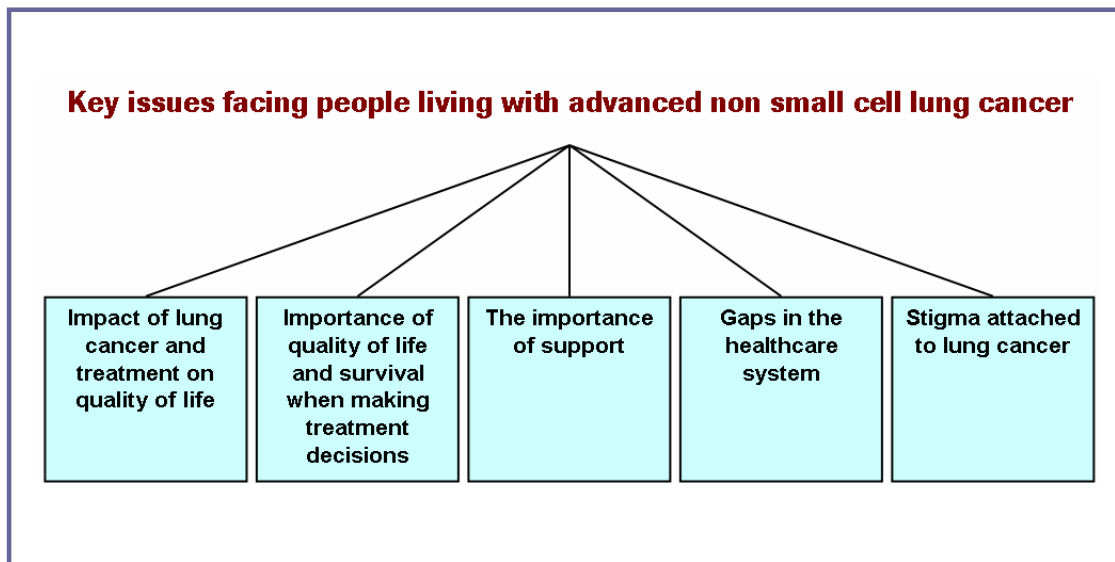 Key issues facing people living with advanced non small cell lung cancer
Impact of lung
cancer and
treatment on
quality of life
Importance of
quality of life
and survival
when making
treatment
decisions
The importance
of support
Gaps in the
healthcare
system
Stigma attached
to lung cancer